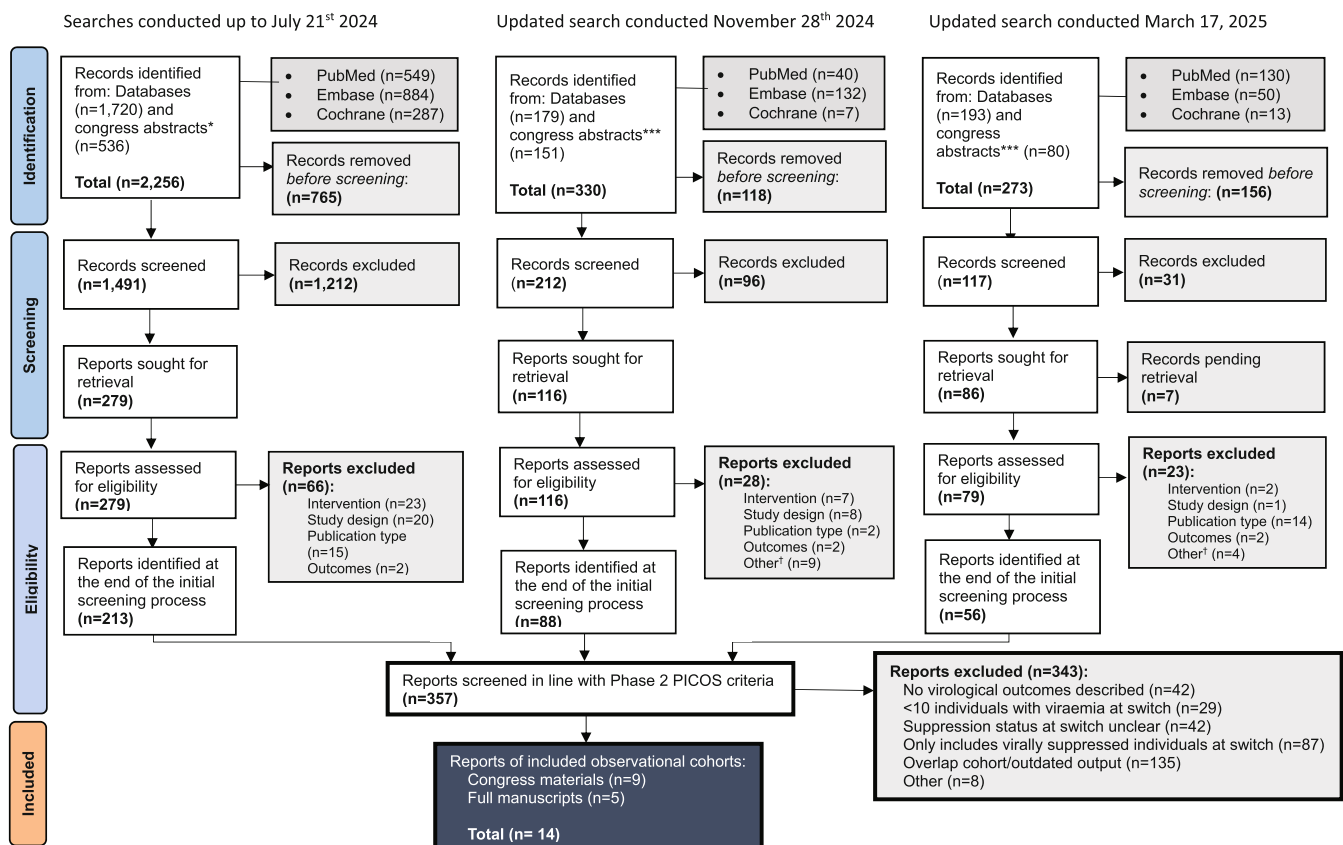 Searches conducted up to July 21st 2024
Updated search conducted November 28th 2024
Updated search conducted March 17, 2025
Identification
Records identified
from: Databases
(n=1,720) and
congress abstracts*
(n=536)
Total (n=2,256)
• PubMed (n=549)
• Embase (n=884)
• Cochrane (n=287)
Records removed
before screening:
(n=765)
Records identified
from: Databases
(n=179) and
congress abstracts***
(n=151)
Total (n=330)
• PubMed (n=40)
• Embase (n=132)
• Cochrane (n=7)
Records removed
before screening:
(n=118)
Records identified
from: Databases
(n=193) and
congress
abstracts*** (n=80)
Total (n=273)
• PubMed (n=130)
• Embase (n=50)
• Cochrane (n=13)
Records removed before
screening: (n=156)
Screening
Records screened
(n=1,491)
Records excluded
(n=1,212)
Records screened
(n=212)
Records excluded
(n=96)
Records screened
(n=117)
Records excluded
(n=31)
Reports sought for
retrieval
(n=279)
Reports sought for
retrieval
(n=116)
Reports sought for
retrieval
(n=86)
Records pending
retrieval
(n=7)
Eligibility
Reports assessed
for eligibility
(n=279)
Reports excluded
(n=66):
Intervention (n=23)
Study design (n=20)
Publication type
(n=15)
Outcomes (n=2)
Reports assessed
for eligibility
(n=116)
Reports excluded
(n=28):
Intervention (n=7)
Study design (n=8)
Publication type (n=2)
Outcomes (n=2)
Other† (n=9)
Reports assessed
for eligibility
(n=79)
Reports excluded
(n=23):
Intervention (n=2)
Study design (n=1)
Publication type (n=14)
Outcomes (n=2)
Other† (n=4)
Reports identified at
the end of the initial
screening process
(n=213)
Reports identified at
the end of the initial
screening process
(n=88)
Reports identified at
the end of the initial
screening process
(n=56)
Reports screened in line with Phase 2 PICOS criteria
(n=357)
Reports excluded (n=343):
No virological outcomes described (n=42)
<10 individuals with viraemia at switch (n=29)
Suppression status at switch unclear (n=42)
Only includes virally suppressed individuals at switch (n=87)
Overlap cohort/outdated output (n=135)
Other (n=8)
Included
Reports of included observational cohorts:
Congress materials (n=9)
Full manuscripts (n=5)
Total (n= 14)